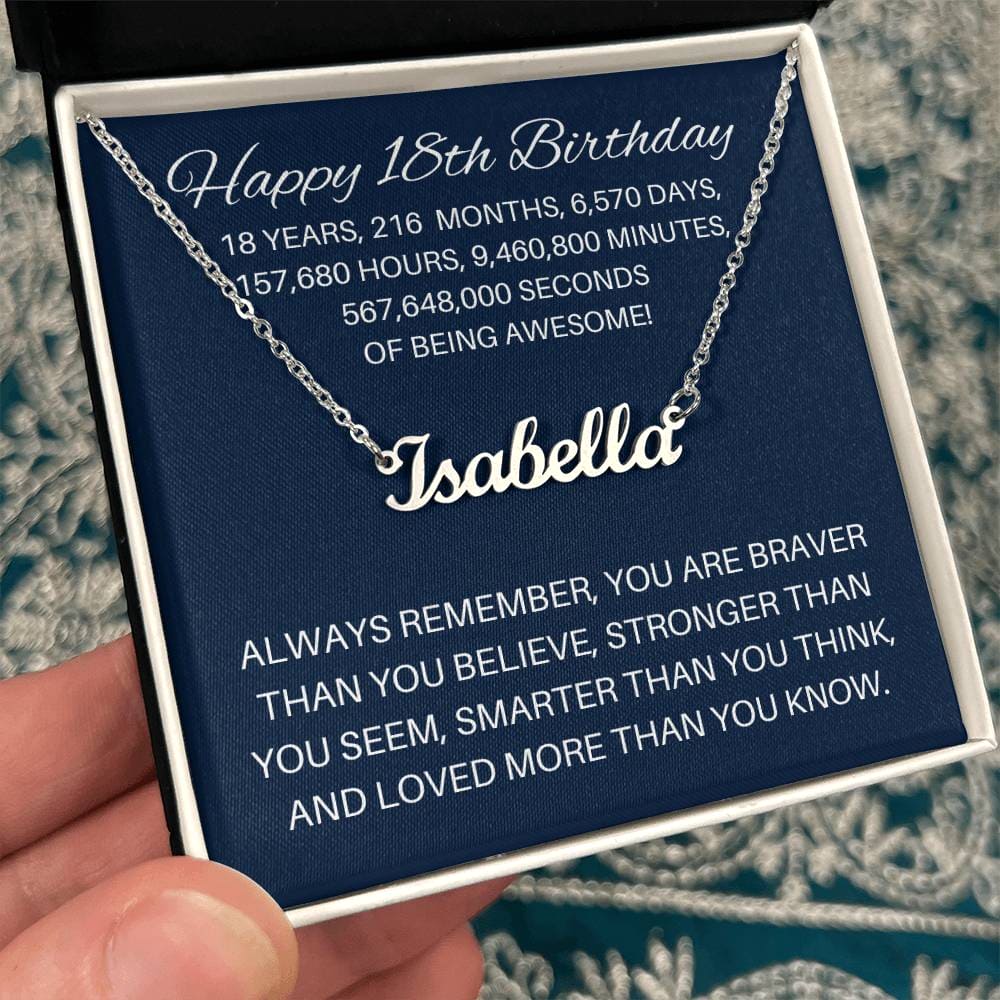 Happy 18th Birthday
18 YEARS, 216 MONTHS, 6,570 DAYS,
157,680 HOURS, 9,460,800 MINUTES,
567,648,000 SECONDS
OF BEING AWESOME!
Isabella
ALWAYS REMEMBER, YOU ARE BRAVER
THAN YOU BELIEVE, STRONGER THAN
YOU SEEM, SMARTER THAN YOU THINK,
AND LOVED MORE THAN YOU KNOW.